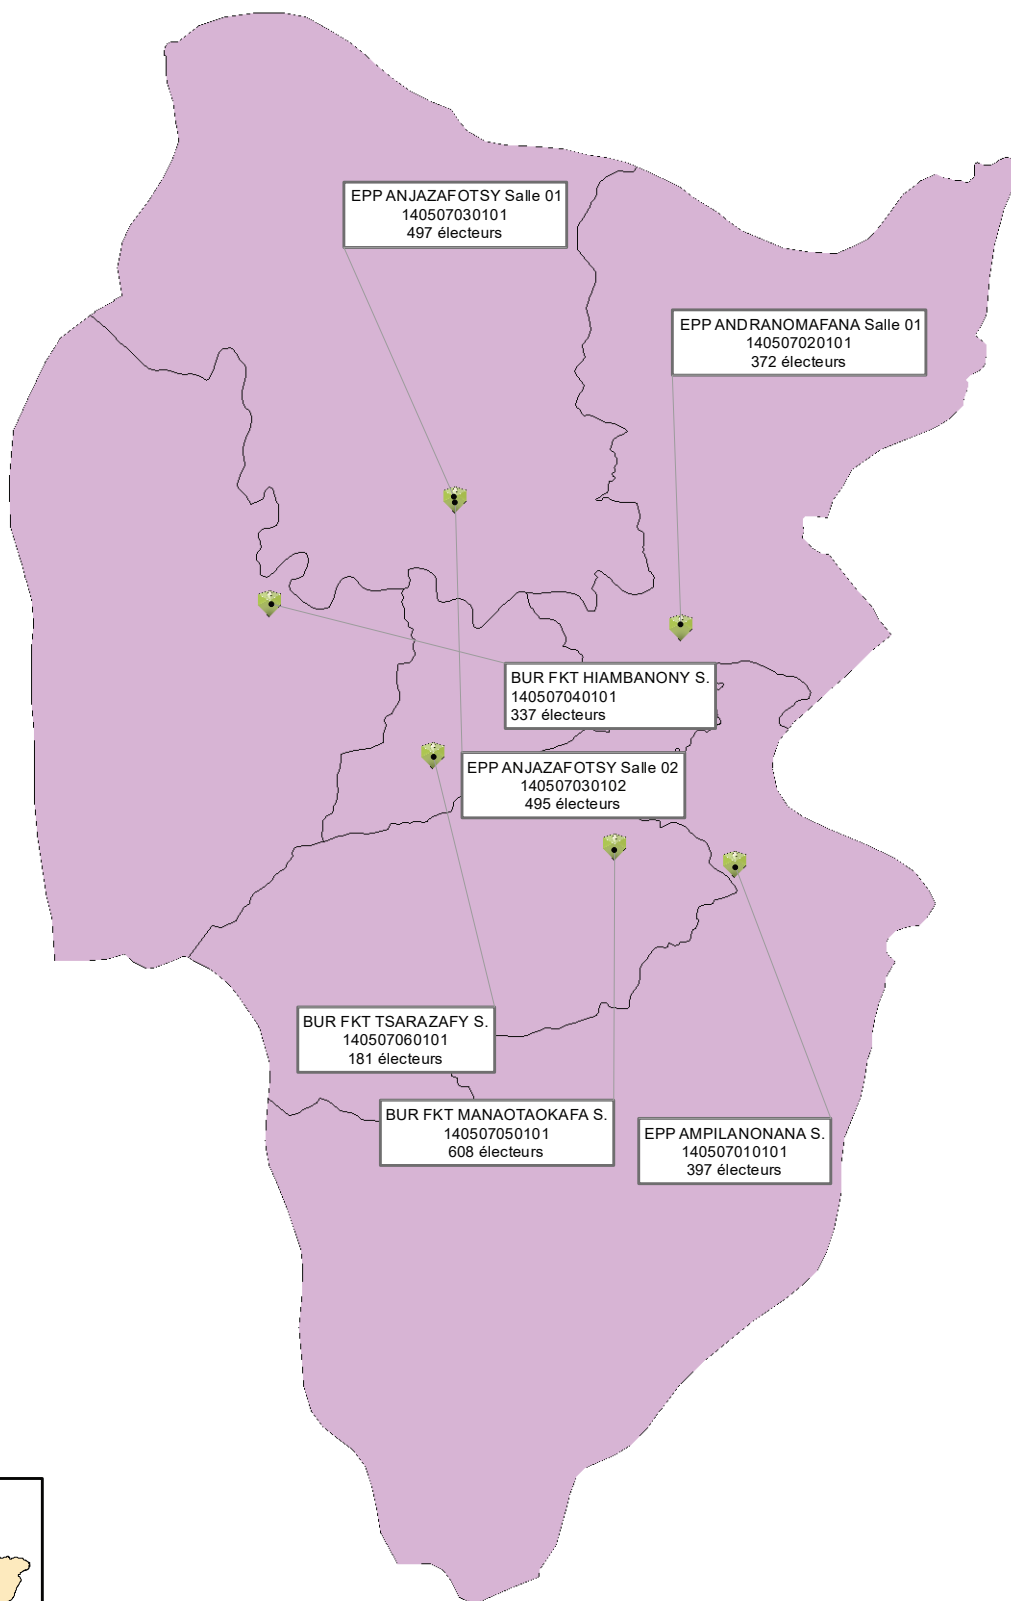 EPP ANJAZAFOTSY Salle 01
140507030101
497 électeurs
EPP ANDRANOMAFANA Salle 01
140507020101
372 électeurs
BUR FKT HIAMBANONY S.
140507040101
337 électeurs
EPP ANJAZAFOTSY Salle 02
140507030102
495 électeurs
BUR FKT TSARAZAFY S.
140507060101
181 électeurs
BUR FKT MANAOTAOKAFA S.
140507050101
608 électeurs
EPP AMPILANONANA S.
140507010101
397 électeurs